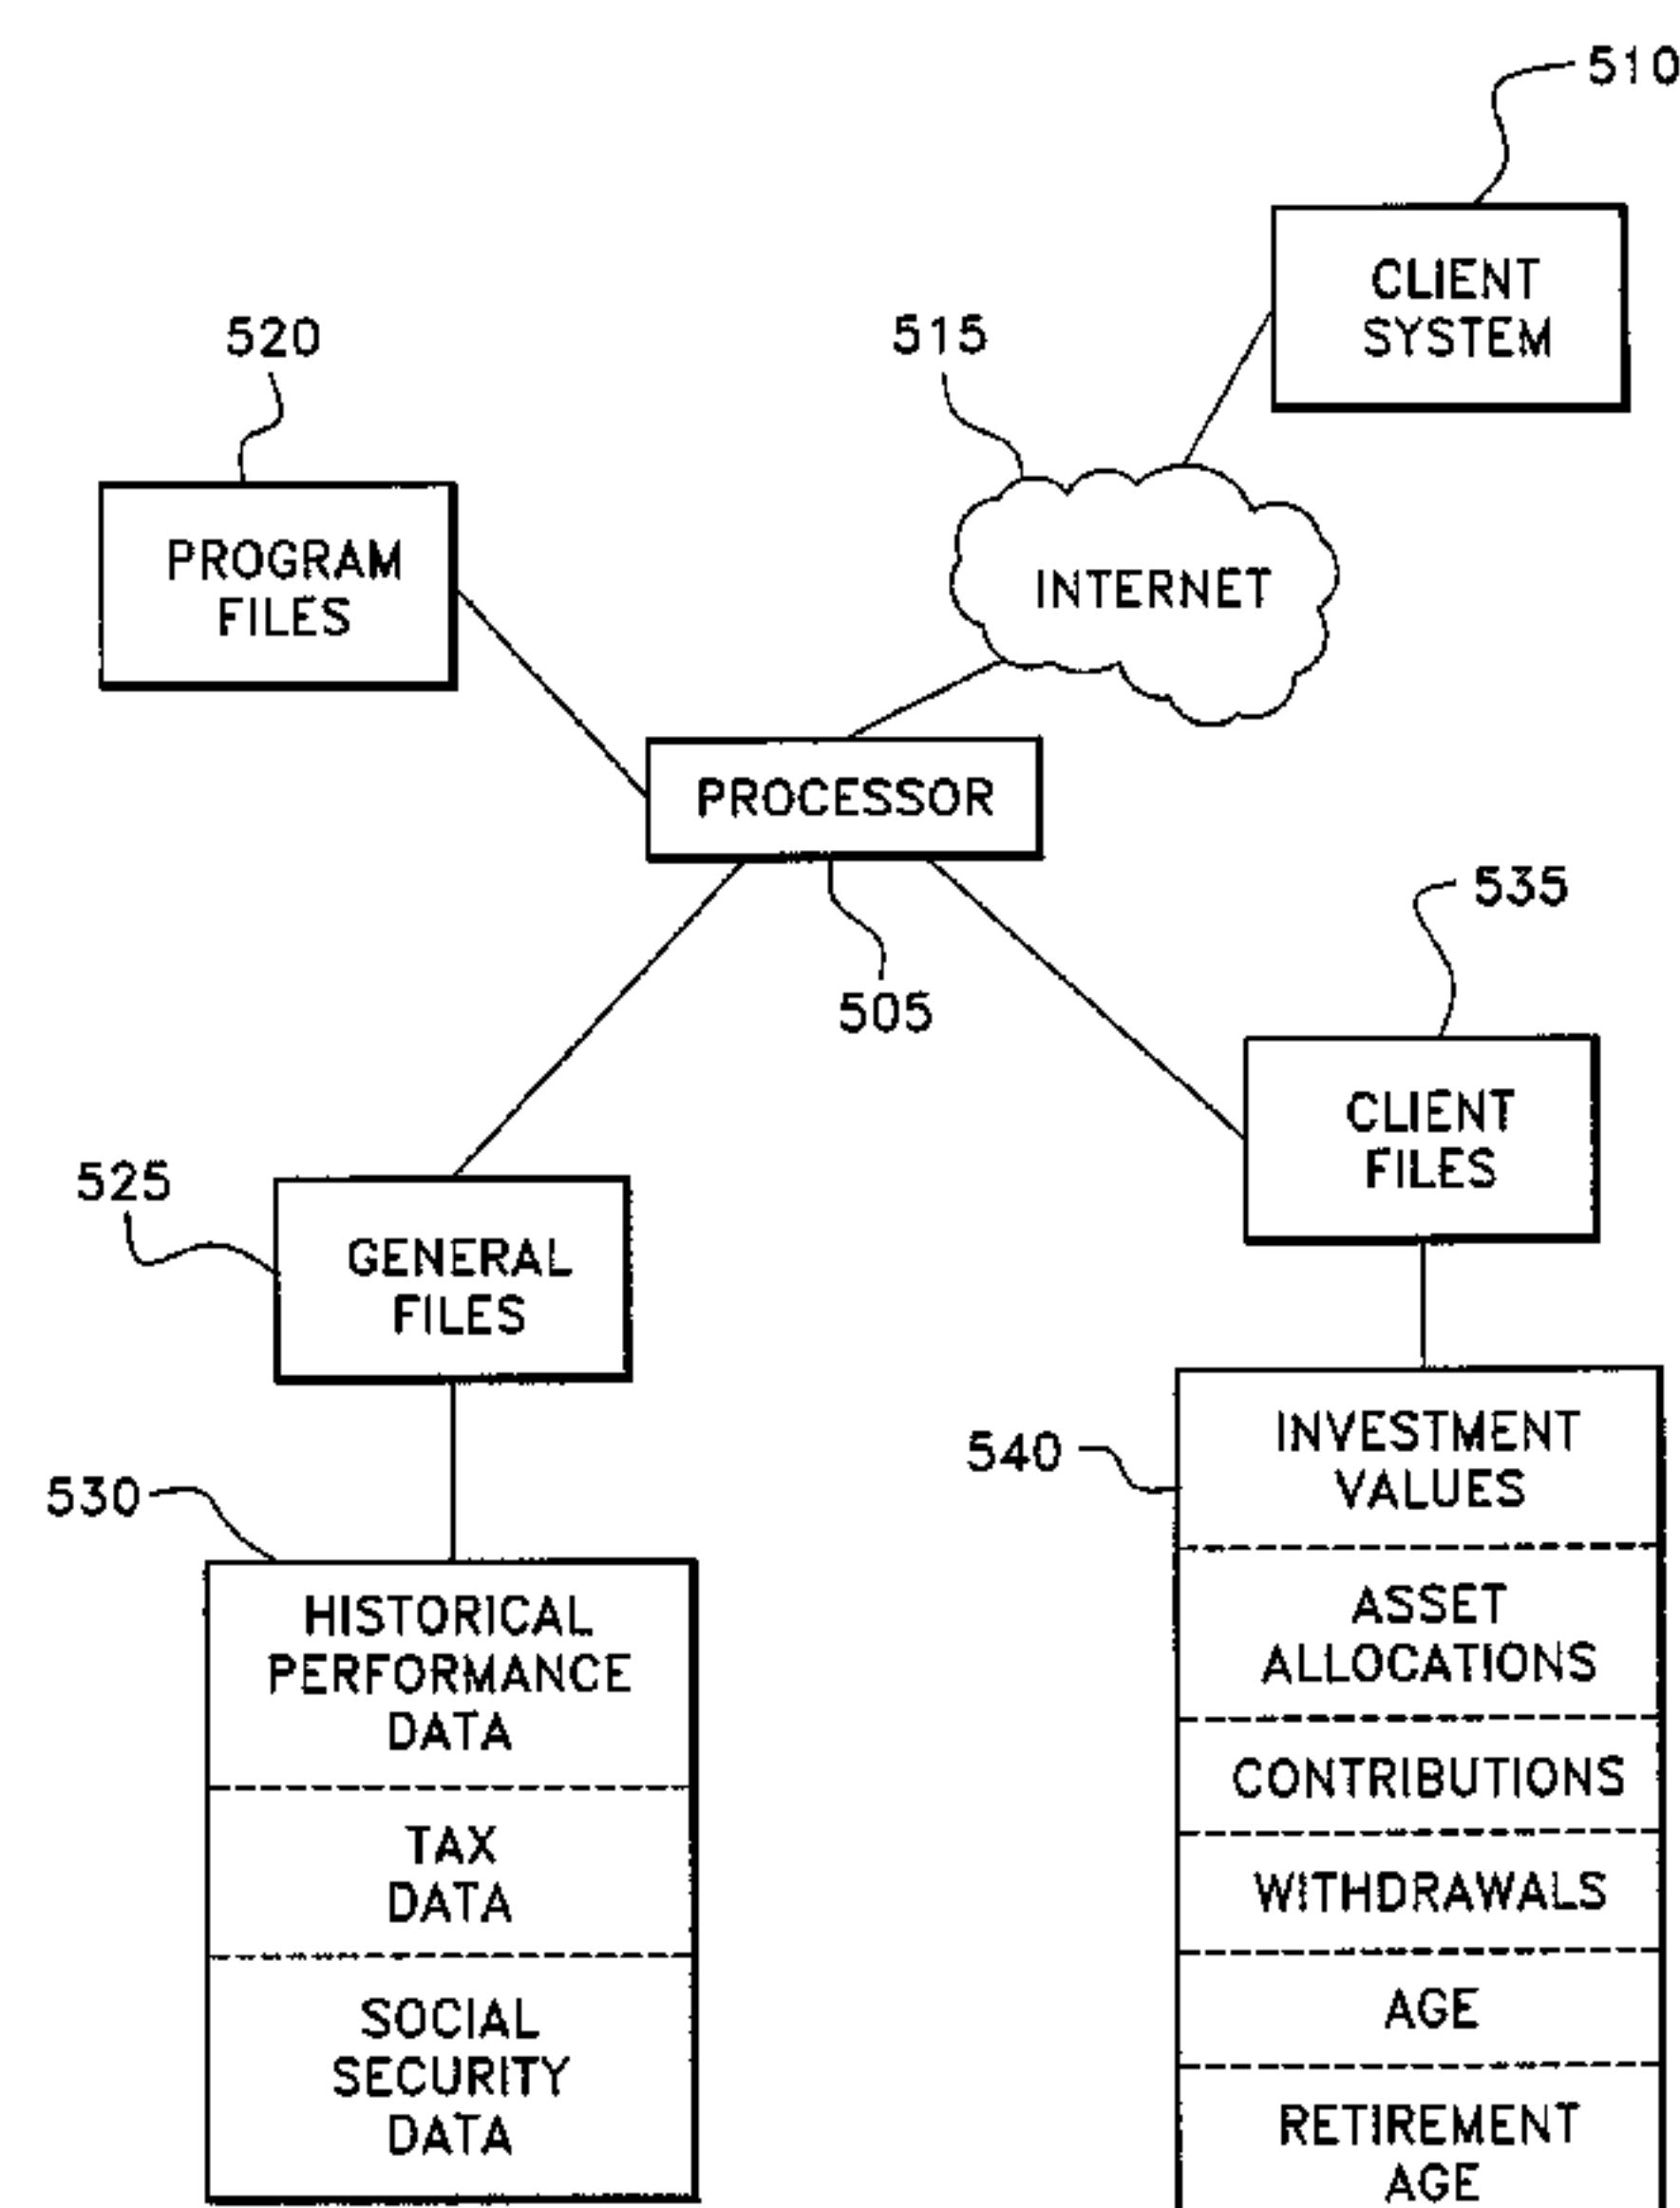 510
CLIENT
SYSTEM
520
515
PROGRAM
FILES
INTERNET
PROCESSOR
535
505
CLIENT
FILES
525
GENERAL
FILES
540
INVESTMENT
VALUES
ASSET
ALLOCATIONS
CONTRIBUTIONS
WITHDRAWALS
AGE
RETIREMENT
AGE
530
HISTORICAL
PERFORMANCE
DATA
TAX
DATA
SOCIAL
SECURITY
DATA